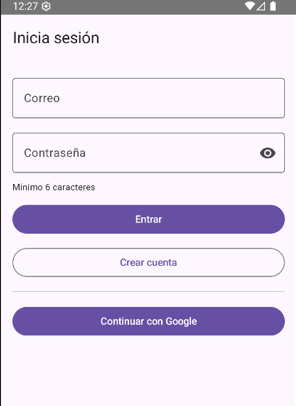 12:27
Inicia sesión
Correo
Contraseña
Mínimo 6 caracteres
Entrar
Crear cuenta
Continuar con Google